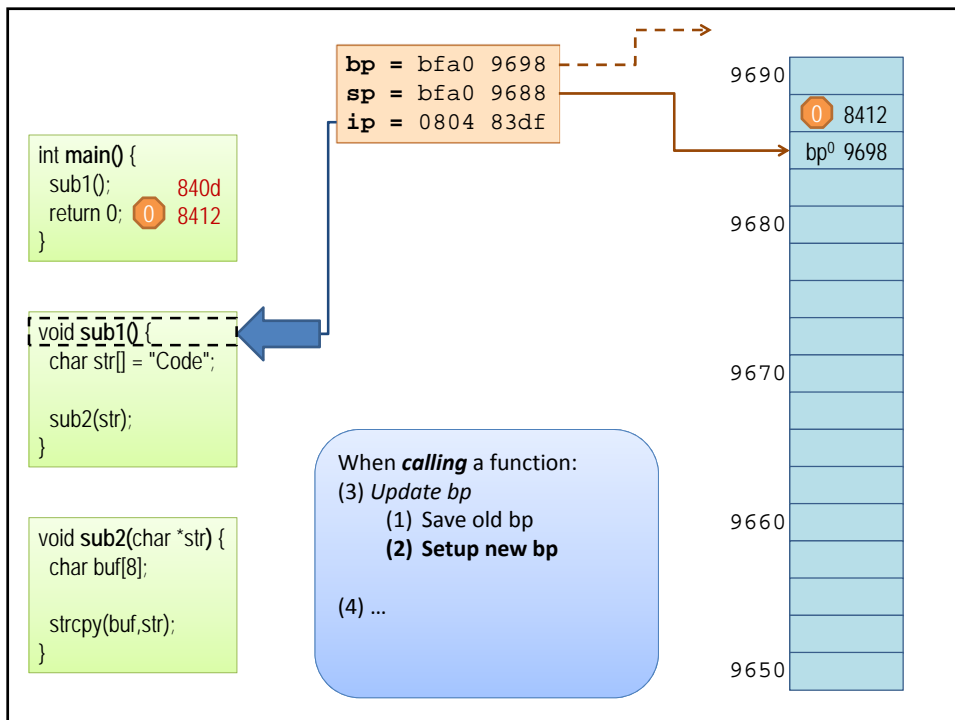 bp = bfa0 9698
sp = bfa0 9688
ip = 0804 83df
int main() {
sub1(); 840d
return 0; 0 8412
}
void sub1() {
char str[] = "Code";
sub2(str);
}
void sub2(char *str) {
char buf[8];
strcpy(buf,str);
}
When calling a function:
(3) Update bp
(1) Save old bp
(2) Setup new bp
(4) ...
9690
0 8412
bp⁰ 9698
9680
9670
9660
9650